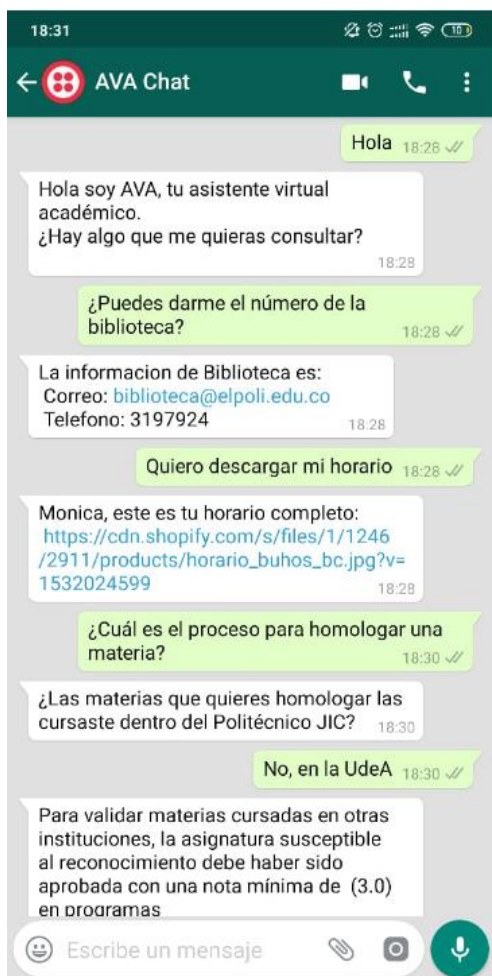 18:31
10
AVA Chat
Hola 18:28
Hola soy AVA, tu asistente virtual
académico.
¿Hay algo que me quieras consultar?
18:28
¿Puedes darme el número de la
biblioteca? 18:28
La informacion de Biblioteca es:
Correo: biblioteca@elpoli.edu.co
Telefono: 3197924 18:28
Quiero descargar mi horario 18:28
Monica, este es tu horario completo:
https://cdn.shopify.com/s/files/1/1246
/2911/products/horario_buhos_bc.jpg?v=
1532024599 18:28
¿Cuál es el proceso para homologar una
materia? 18:30
¿Las materias que quieres homologar las
cursaste dentro del Politécnico JIC? 18:30
No, en la UdeA 18:30
Para validar materias cursadas en otras
instituciones, la asignatura susceptible
al reconocimiento debe haber sido
aprobada con una nota mínima de (3.0)
en programas
Escribe un mensaje